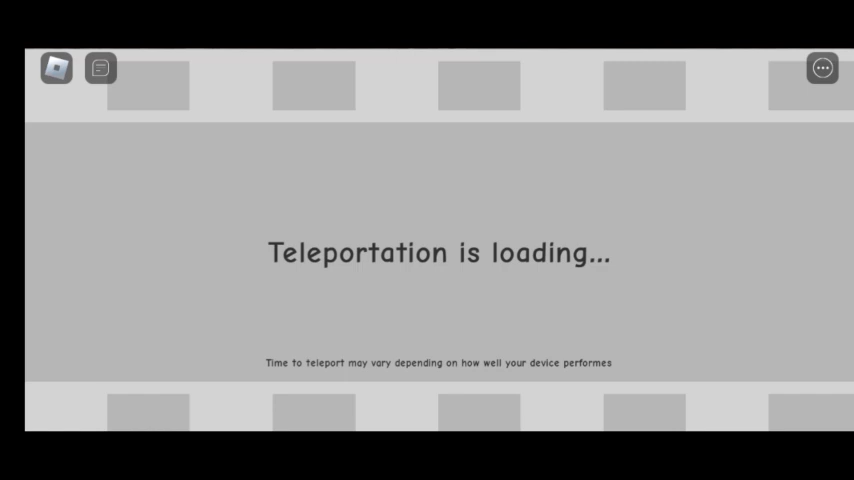 Teleportation is loading...
Time to teleport may vary depending on how well your device performes